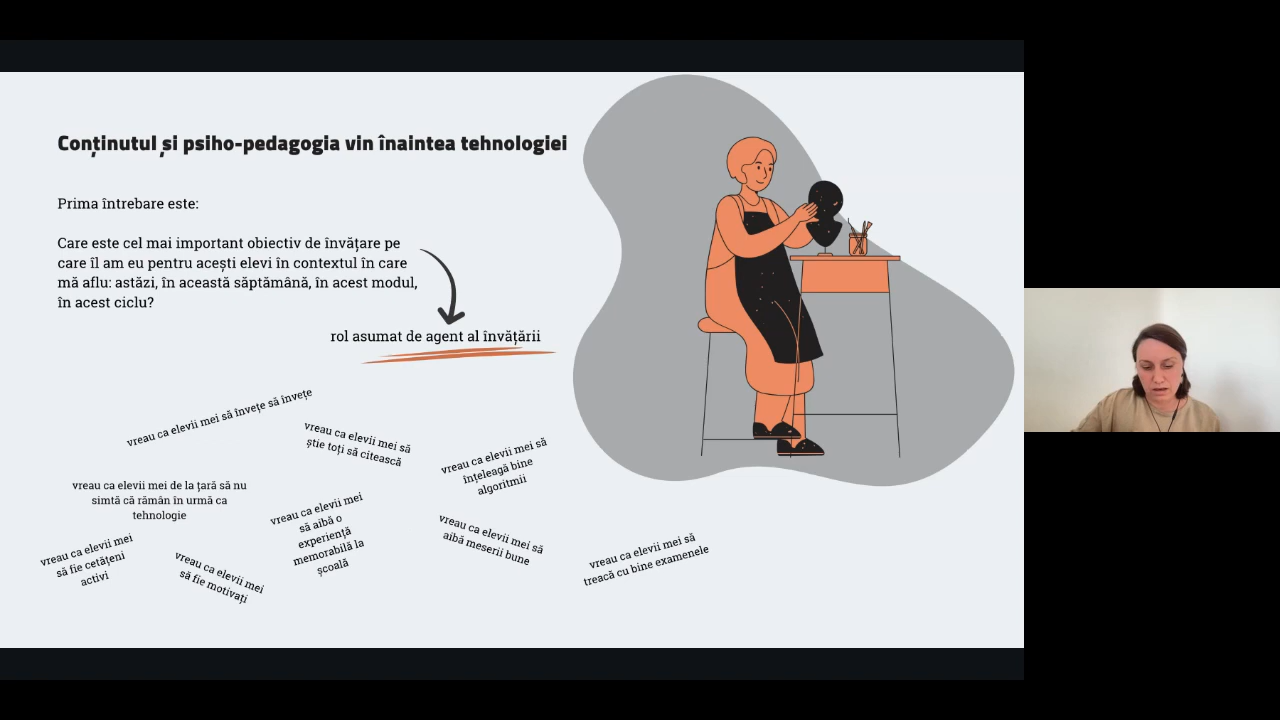 Conținutul și psiho-pedagogia vin înaintea tehnologiei
Prima întrebare este:
Care este cel mai important obiectiv de învățare pe
care îl am eu pentru acești elevi în contextul în care
mă aflu: astăzi, în această săptămână, în acest modul,
în acest ciclu?
rol asumat de agent al învățării
vreau ca elevii mei să învețe să învețe
vreau ca elevii mei să
știe toți să citească
vreau ca elevii mei să
înțeleagă bine
algoritmii
vreau ca elevii mei de la țară să nu
simtă că rămân în urmă ca
tehnologie
vreau ca elevii mei
să aibă o
experiență
memorabilă la
școală
vreau ca elevii mei să
aibă meserii bune
vreau ca elevii mei să
treacă cu bine examenele
vreau ca elevii mei
să fie cetățeni
activi
vreau ca elevii mei
să fie motivați